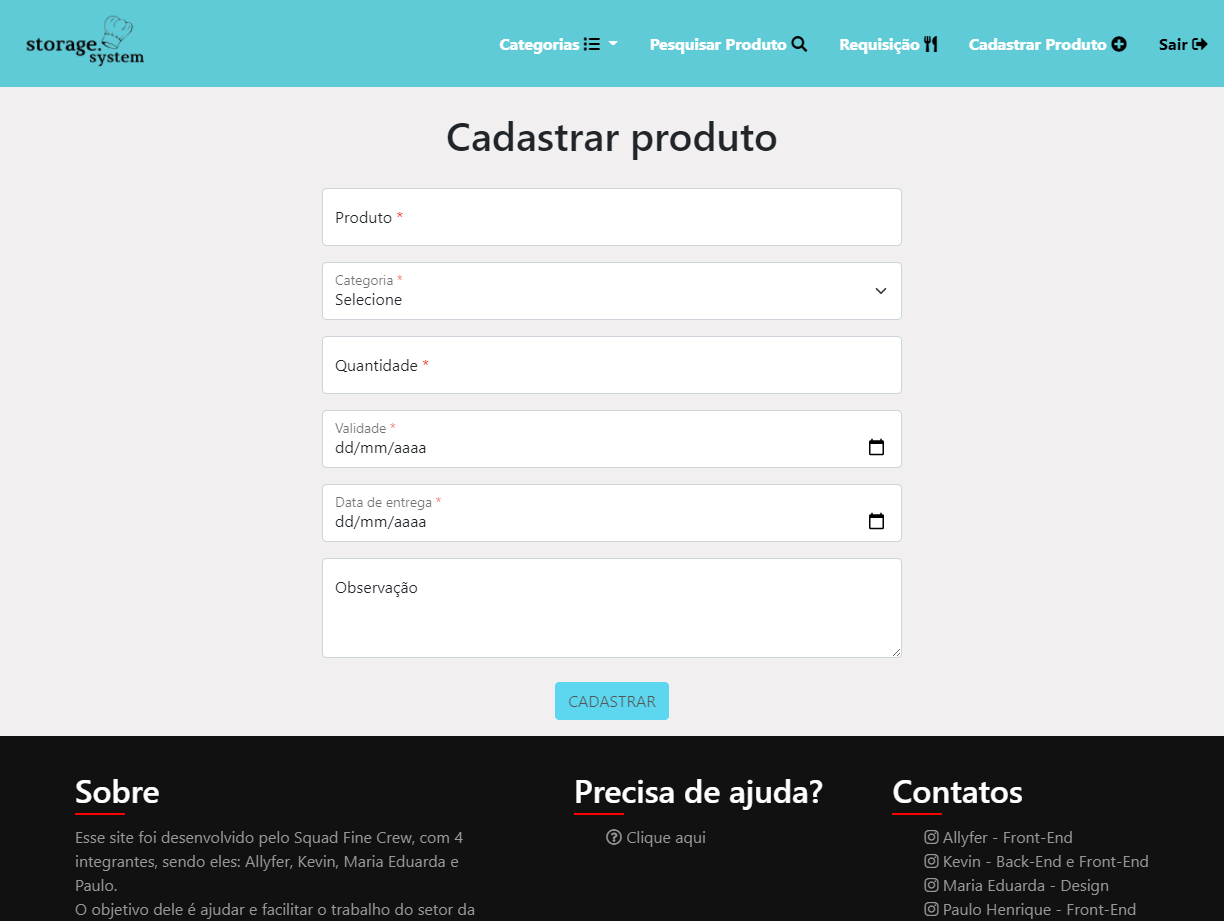 storage.
system
Categorias
Pesquisar Produto
Requisição
Cadastrar Produto
Sair
Cadastrar produto
Produto *
Categoria *
Selecione
Quantidade *
Validade *
dd/mm/aaaa
Data de entrega *
dd/mm/aaaa
Observação
CADASTRAR
Sobre
Esse site foi desenvolvido pelo Squad Fine Crew, com 4
integrantes, sendo eles: Allyfer, Kevin, Maria Eduarda e
Paulo.
O objetivo dele é ajudar e facilitar o trabalho do setor da
Precisa de ajuda?
Clique aqui
Contatos
Allyfer - Front-End
Kevin - Back-End e Front-End
Maria Eduarda - Design
Paulo Henrique - Front-End